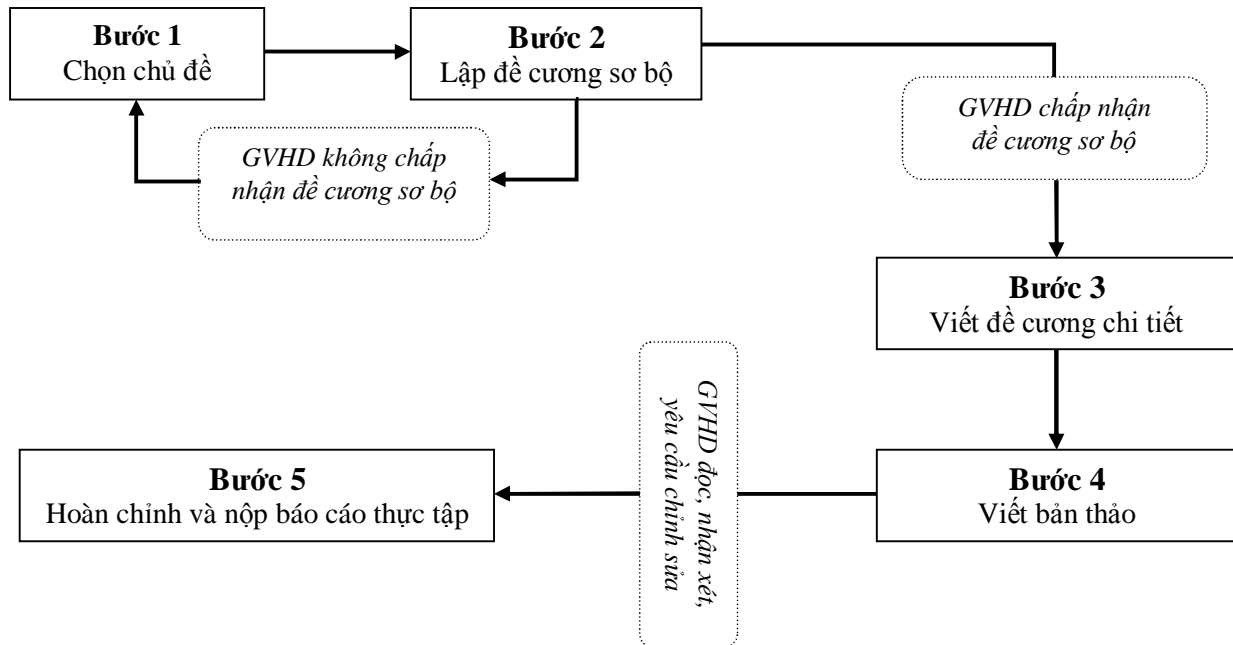 Bước 1
Chọn chủ đề
Bước 2
Lập đề cương sơ bộ
GVHD không chấp
nhận đề cương sơ bộ
GVHD chấp nhận
đề cương sơ bộ
Bước 3
Viết đề cương chi tiết
Bước 4
Viết bản thảo
GVHD đọc, nhận xét,
yêu cầu chỉnh sửa
Bước 5
Hoàn chỉnh và nộp báo cáo thực tập